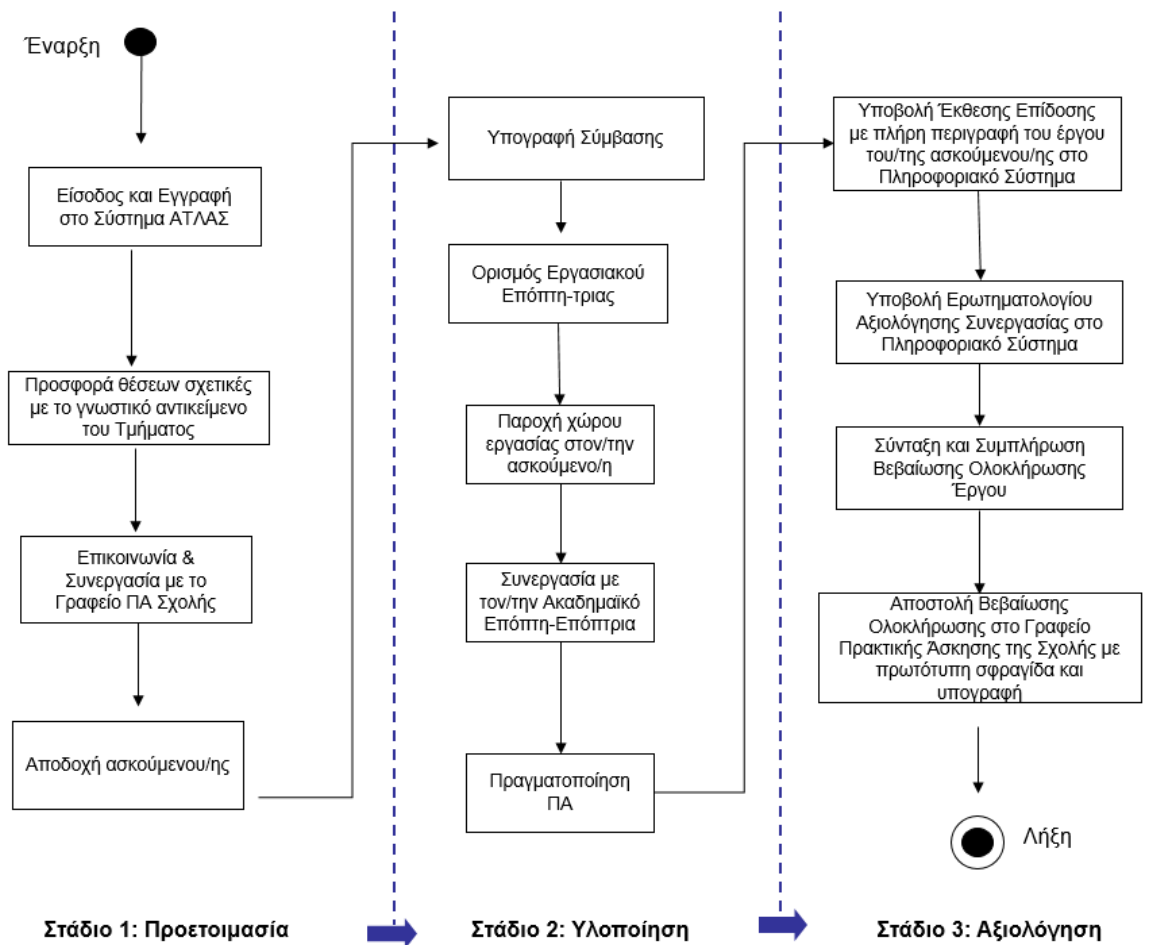 Έναρξη
Είσοδος και Εγγραφή
στο Σύστημα ΑΤΛΑΣ
Προσφορά θέσεων σχετικές
με το γνωστικό αντικείμενο
του Τμήματος
Επικοινωνία &
Συνεργασία με το
Γραφείο ΠΑ Σχολής
Αποδοχή ασκούμενου/ης
Υπογραφή Σύμβασης
Ορισμός Εργασιακού
Επόπτη-τριας
Παροχή χώρου
εργασίας στον/την
ασκούμενο/η
Συνεργασία με
τον/την Ακαδημαϊκό
Επόπτη-Επόπτρια
Πραγματοποίηση
ΠΑ
Υποβολή Έκθεσης Επίδοσης
με πλήρη περιγραφή του έργου
του/της ασκούμενου/ης στο
Πληροφοριακό Σύστημα
Υποβολή Ερωτηματολογίου
Αξιολόγησης Συνεργασίας στο
Πληροφοριακό Σύστημα
Σύνταξη και Συμπλήρωση
Βεβαίωσης Ολοκλήρωσης
Έργου
Αποστολή Βεβαίωσης
Ολοκλήρωσης στο Γραφείο
Πρακτικής Άσκησης της Σχολής με
πρωτότυπη σφραγίδα και
υπογραφή
Λήξη
Στάδιο 1: Προετοιμασία
Στάδιο 2: Υλοποίηση
Στάδιο 3: Αξιολόγηση